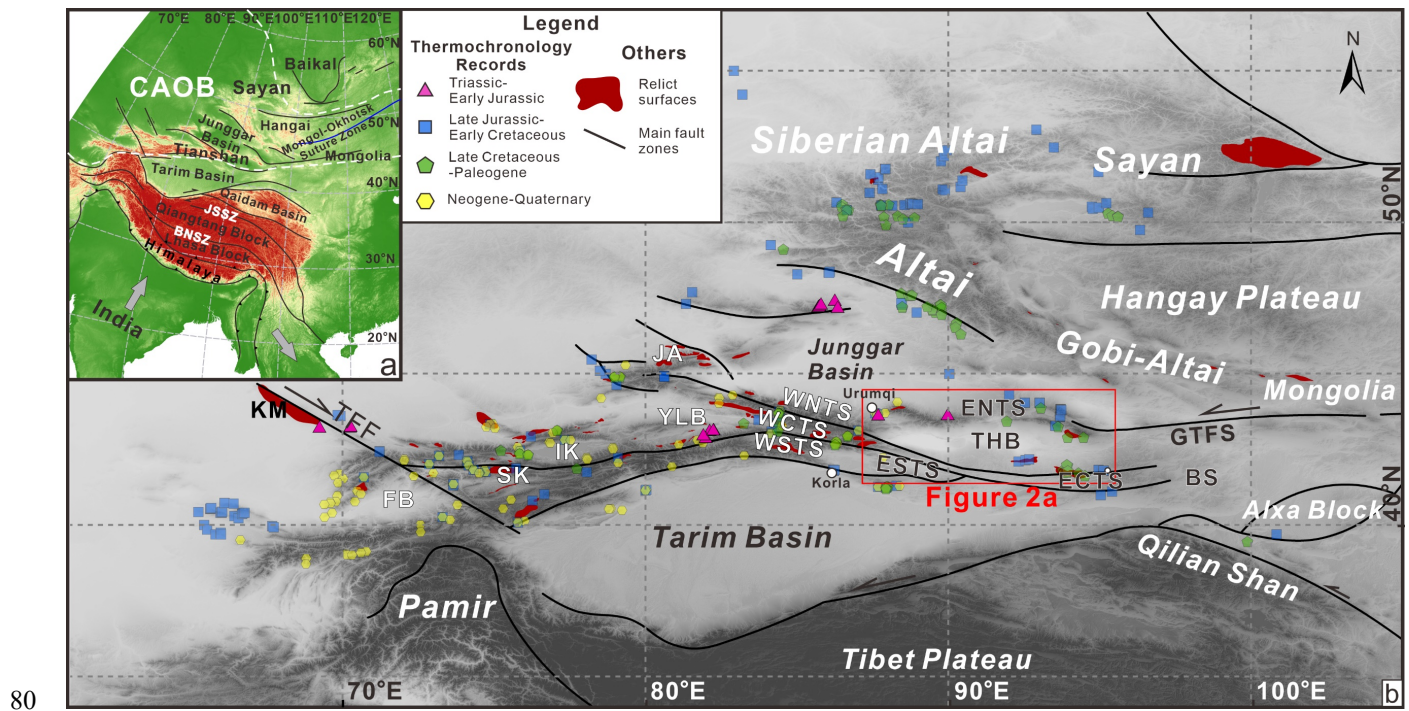 70°E 80°E 90°E 100°E 110°E 120°E
60°N
Baikal
CAOB
Sayan
Hangai
50°N
Junggar
Basin
Mongol-Okhotsk
Suture Zone
Tianshan
Mongolia
Tarim Basin
40°N
Qaidam Basin
JSSZ
Qiangtang Block
BNSZ
Lhasa Block
30°N
Himalaya
India
20°N
a
Legend
Thermochronology
Records
Triassic-
Early Jurassic
Late Jurassic-
Early Cretaceous
Late Cretaceous
-Paleogene
Neogene-Quaternary
Others
Relict
surfaces
Main fault
zones
N
Siberian Altai
Sayan
50°N
Altai
Hangay Plateau
Gobi-Altai
Junggar
Basin
Mongolia
JA
KM
TFF
Urumqi
WNTS
ENTS
YLB
WCTS
THB
GTFS
WSTS
IK
SK
ESTS
ECTS
BS
Korla
Figure 2a
FB
40°N
Alxa Block
Tarim Basin
Qilian Shan
Pamir
Tibet Plateau
70°E
80°E
90°E
100°E
b
80